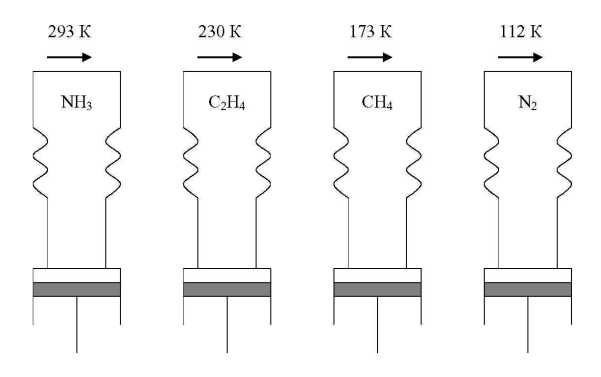 293 K 230 K 173 K 112 K
NH₃ C₂H₄ CH₄ N₂